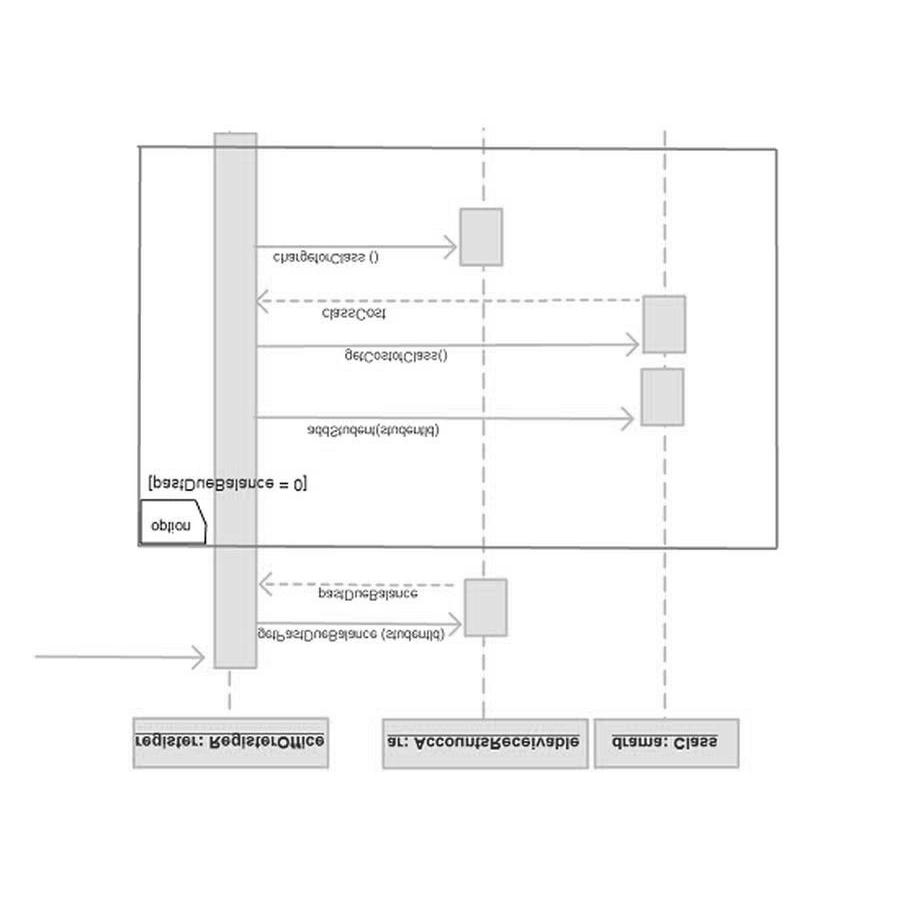 register: RegisterOffice
ar: AccountsReceivable
drama: Class
getPastDueBalance (studentId)
pastDueBalance
option
[pastDueBalance = 0]
addStudent(studentId)
getCostofClass()
classCost
chargeforClass ()